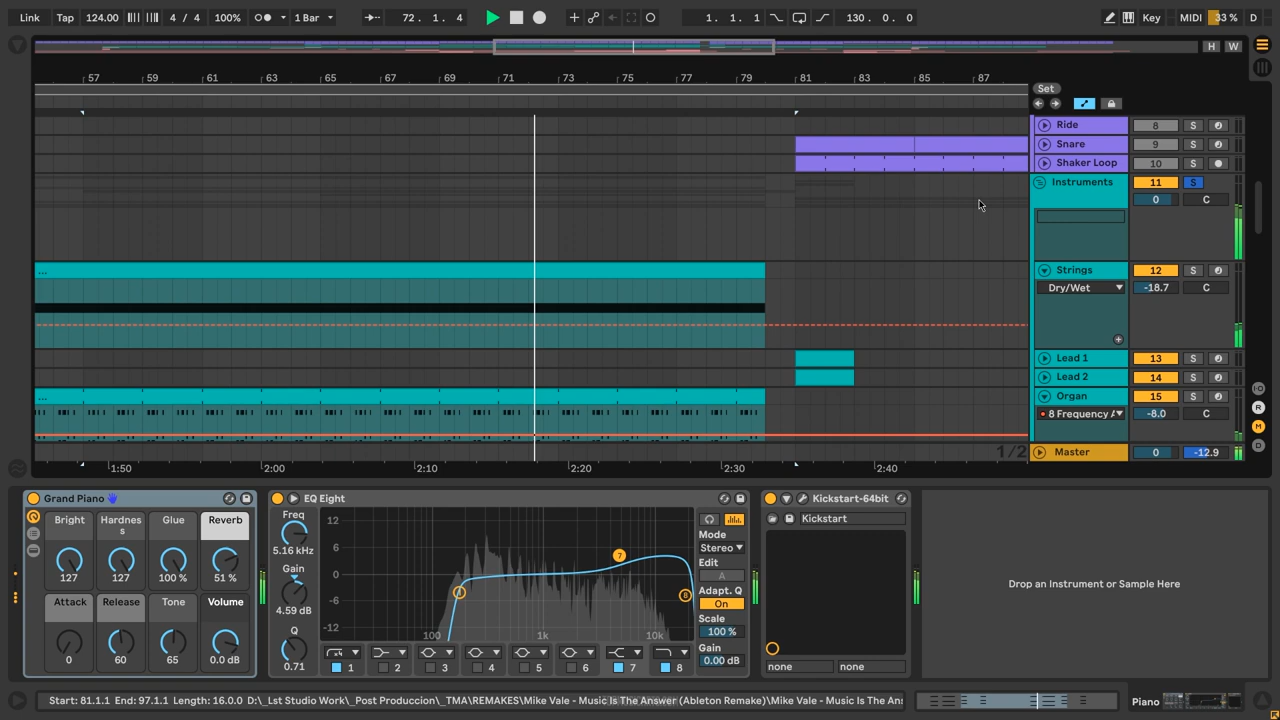 Link Tap 124.00 4 / 4 100% 1 Bar 72. 1. 4 1. 1. 1 130. 0. 0 Key MIDI 33 % D
H W
57 59 61 63 65 67 69 71 73 75 77 79 81 83 85 87
Set
Ride 8 S
Snare 9 S
Shaker Loop 10 S
Instruments 11 S
0 C
... Strings 12 S
Dry/Wet -18.7 C
Lead 1 13 S
Lead 2 14 S
... Organ 15 S
8 Frequency A -8.0 C
1/2 Master 0 -12.9
I·O
R
M
D
1:50 2:00 2:10 2:20 2:30 2:40
Grand Piano EQ Eight Kickstart-64bit
Bright Hardnes s Glue Reverb
127 127 100 % 51 %
Attack Release Tone Volume
0 60 65 0.0 dB
Freq
5.16 kHz
Gain
4.59 dB
Q
0.71
12
6
0
-6
-12
100 1k 10k
7
8
1 2 3 4 5 6 7 8
Mode
Stereo
Edit
A
Adapt. Q
On
Scale
100 %
Gain
0.00 dB
Kickstart
none none
Drop an Instrument or Sample Here
Start: 81.1.1 End: 97.1.1 Length: 16.0.0 D:\_Lst Studio Work\_Post Produccion\_TMA\REMAKES\Mike Vale - Music Is The Answer (Ableton Remake)\Mike Vale - Music Is The An
Piano